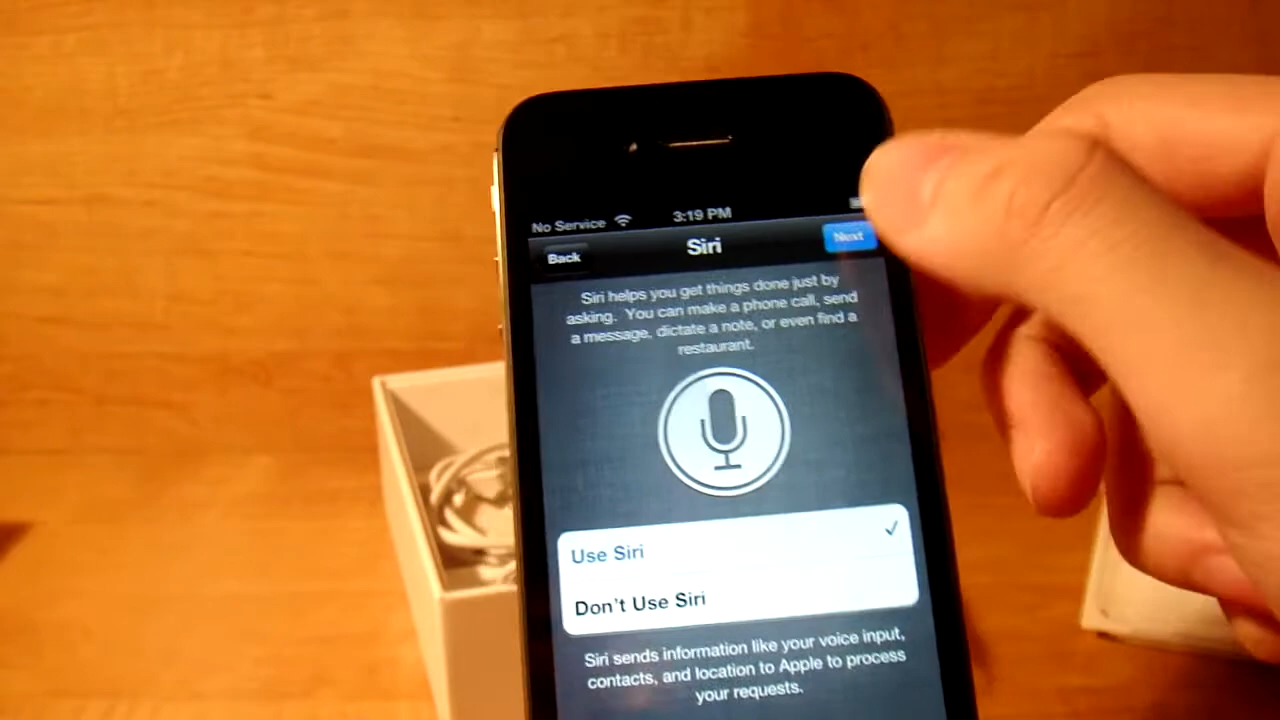 No Service 3:19 PM
Back Siri Next
Siri helps you get things done just by
asking. You can make a phone call, send
a message, dictate a note, or even find a
restaurant.
Use Siri
Don't Use Siri
Siri sends information like your voice input,
contacts, and location to Apple to process
your requests.